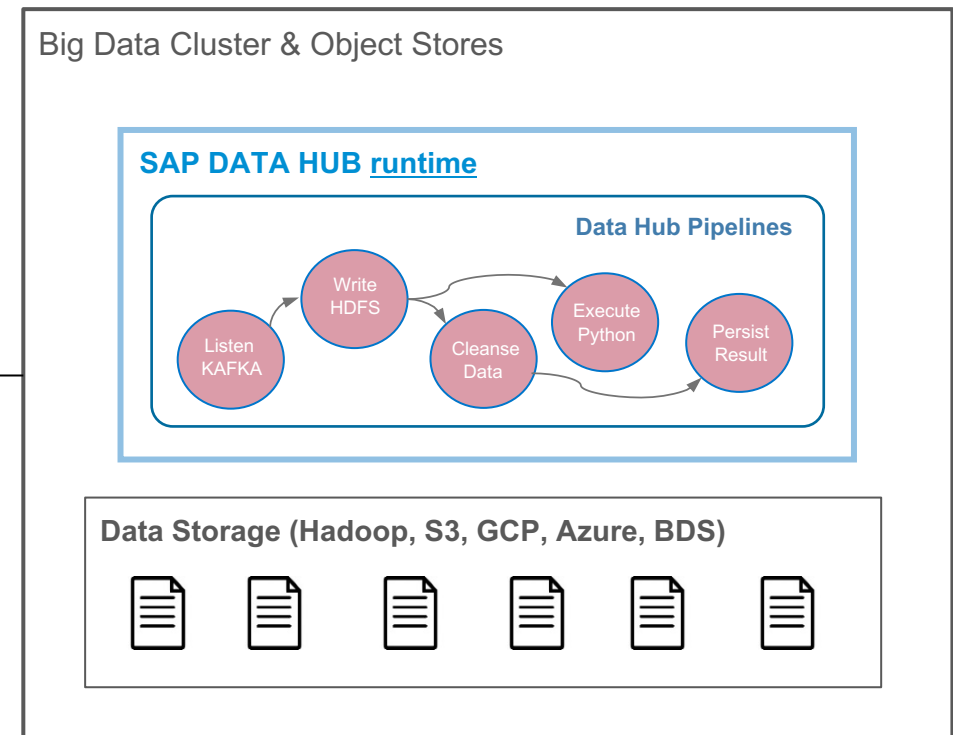 Big Data Cluster & Object Stores
SAP DATA HUB runtime
Data Hub Pipelines
Listen
KAFKA
Write
HDFS
Cleanse
Data
Execute
Python
Persist
Result
Data Storage (Hadoop, S3, GCP, Azure, BDS)